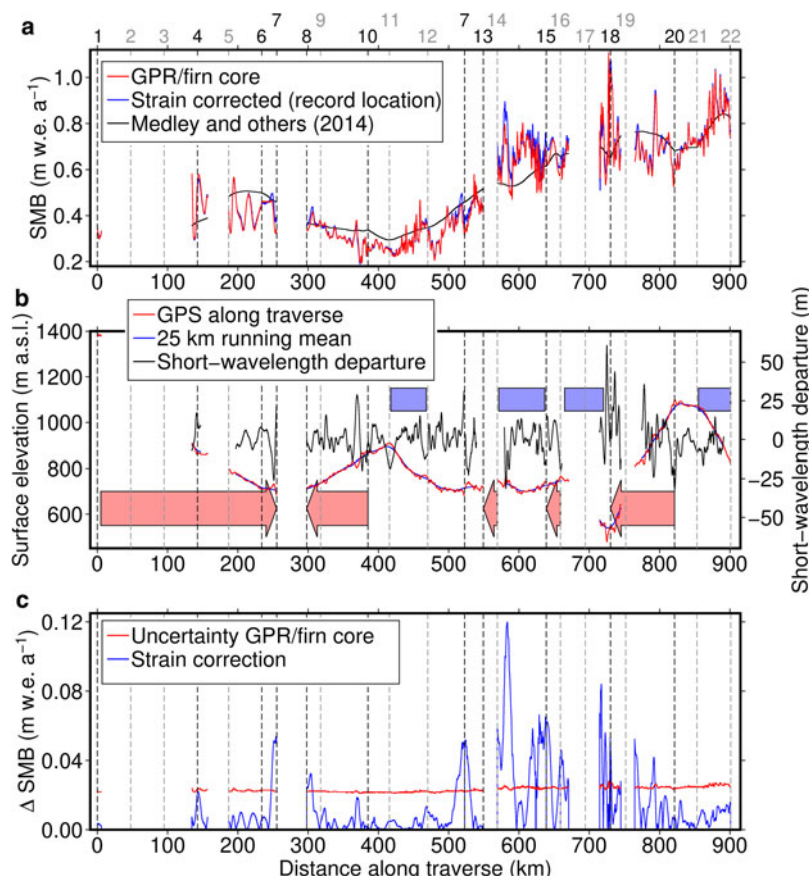 1 2 3 4 5 6 7 8 9 10 11 12 7 13 14 15 16 17 18 19 20 21 22
a
GPR/firn core
Strain corrected (record location)
Medley and others (2014)
SMB (m w.e. a⁻¹)
1.0
0.8
0.6
0.4
0.2
0 100 200 300 400 500 600 700 800 900
b
GPS along traverse
25 km running mean
Short−wavelength departure
Surface elevation (m a.s.l.)
1400
1200
1000
800
600
Short−wavelength departure (m)
50
25
0
−25
−50
0 100 200 300 400 500 600 700 800 900
c
Uncertainty GPR/firn core
Strain correction
Δ SMB (m w.e. a⁻¹)
0.12
0.08
0.04
0.00
0 100 200 300 400 500 600 700 800 900
Distance along traverse (km)